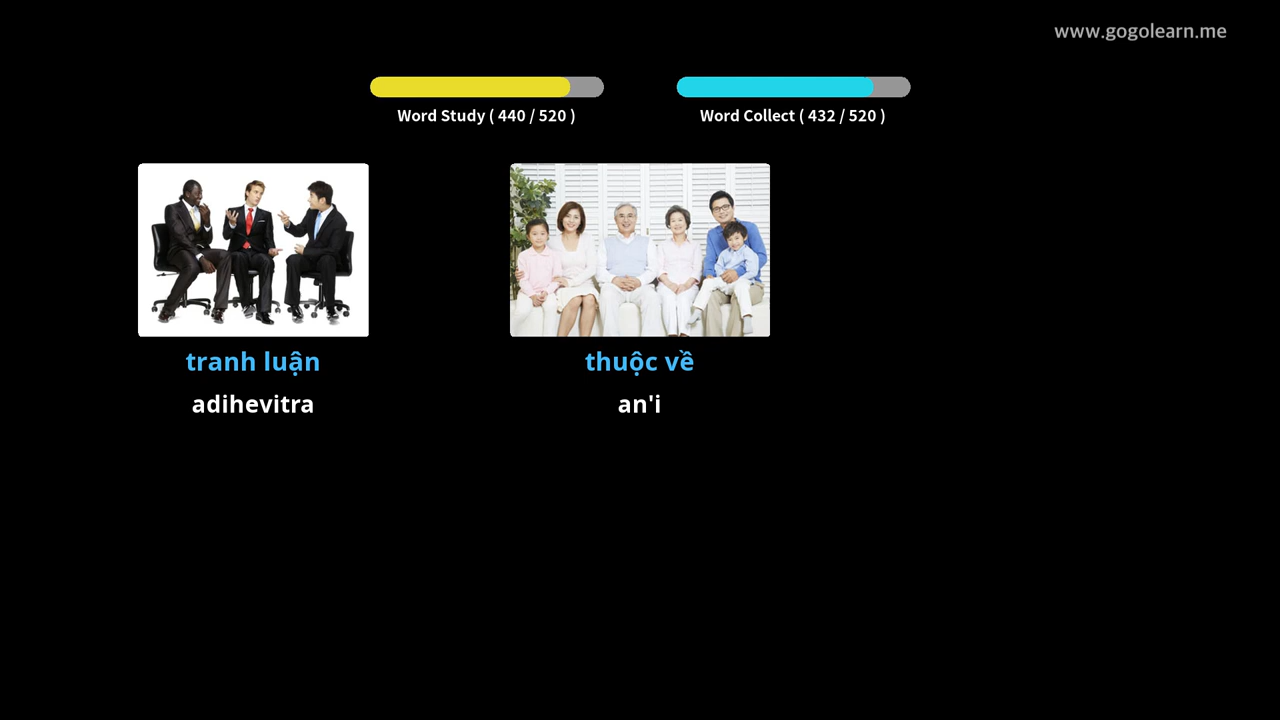 www.gogolearn.me
Word Study ( 440 / 520 )
Word Collect ( 432 / 520 )
tranh luận
adihevitra
thuộc về
an'i